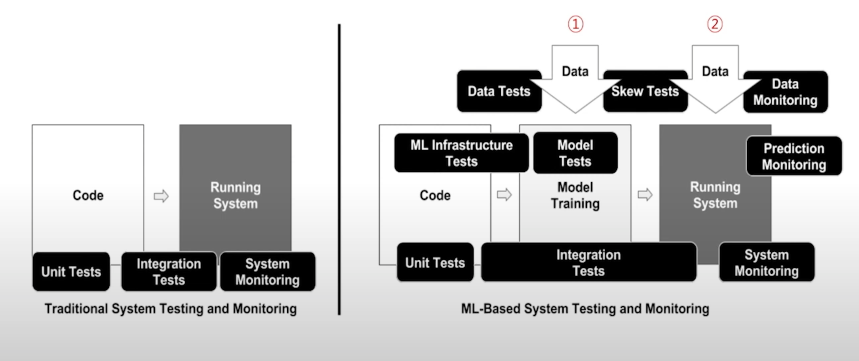 Code
Running
System
Unit Tests
Integration
Tests
System
Monitoring
Traditional System Testing and Monitoring
①
②
Data
Data
Data Tests
Skew Tests
Data
Monitoring
ML Infrastructure
Tests
Model
Tests
Prediction
Monitoring
Code
Model
Training
Running
System
Unit Tests
Integration
Tests
System
Monitoring
ML-Based System Testing and Monitoring